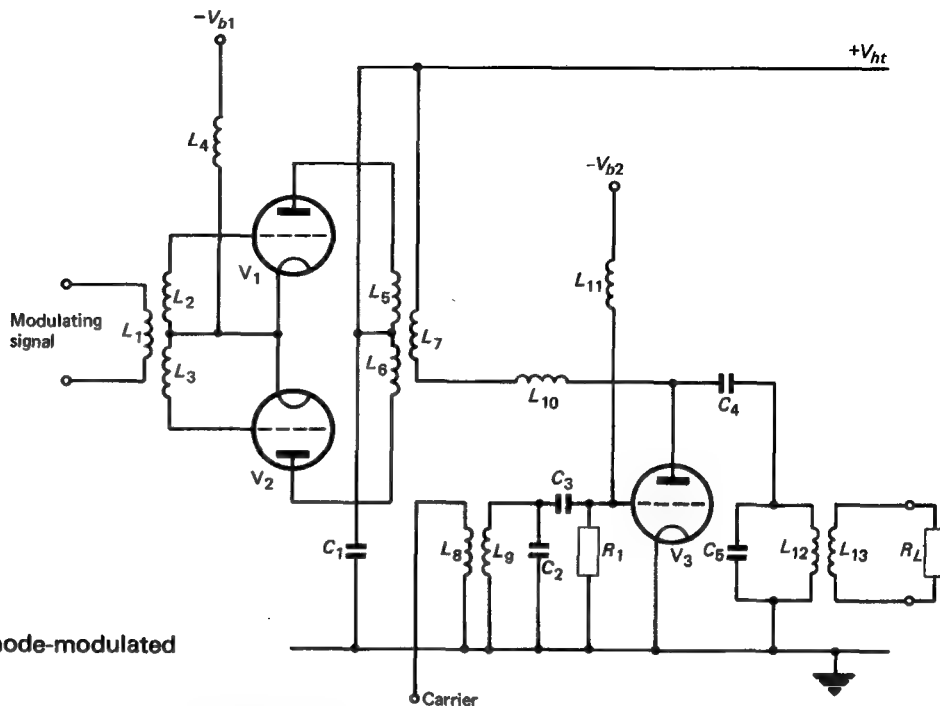 −Vb1
+Vht
L4
−Vb2
V1
L2
L5
L11
Modulating
signal
L1
L7
L3
L6
L10
C4
V2
C3
V3
C1
L8
L9
C2
R1
C5
L12
L13
RL
node-modulated
Carrier